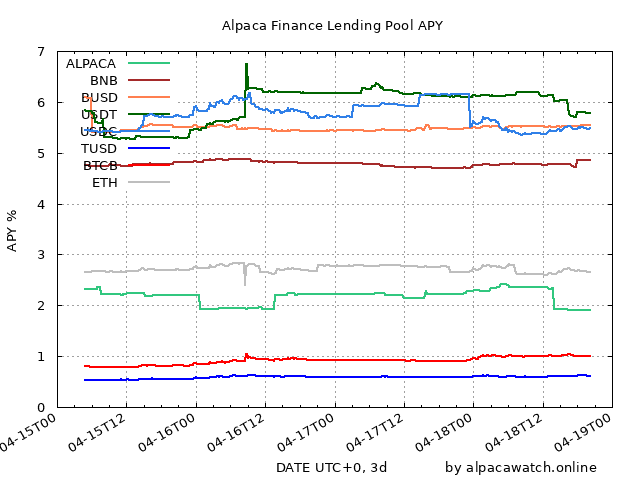 Alpaca Finance Lending Pool APY
APY %
7
6
5
4
3
2
1
0
ALPACA
BNB
BUSD
USDT
USDC
TUSD
BTCB
ETH
04-15T00
04-15T12
04-16T00
04-16T12
04-17T00
04-17T12
04-18T00
04-18T12
04-19T00
DATE UTC+0, 3d
by alpacawatch.online